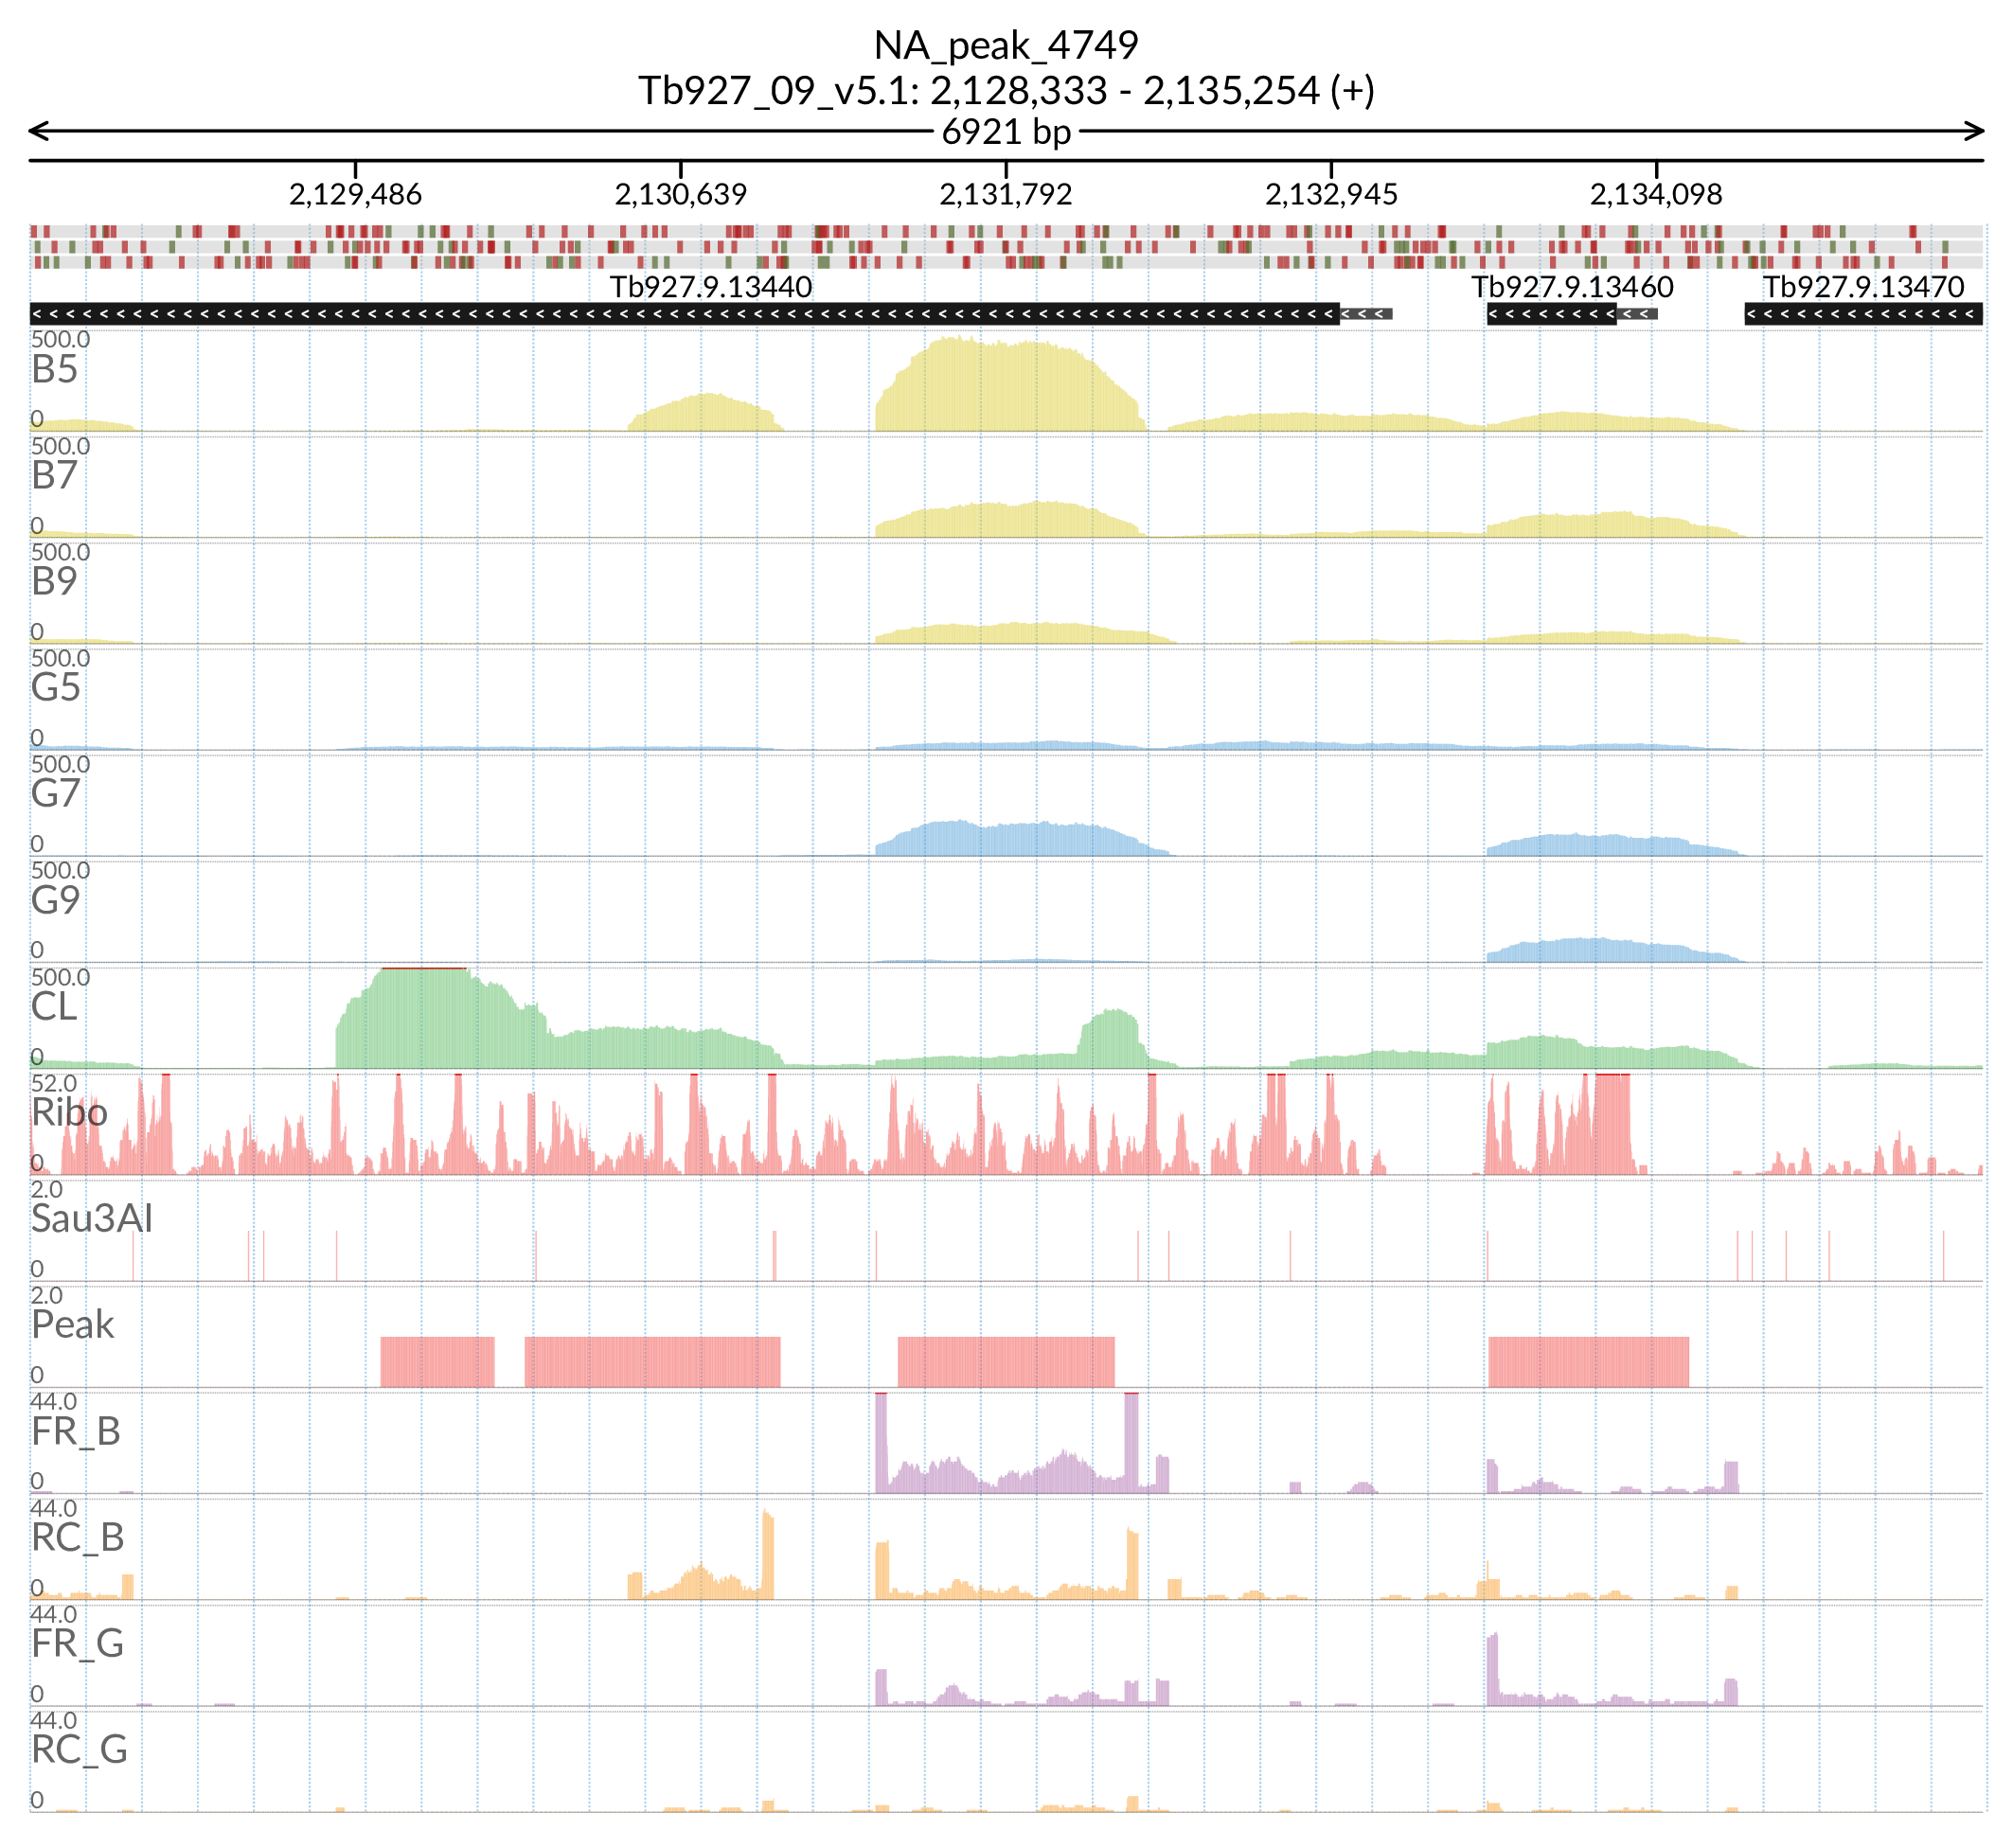 NA_peak_4749
Tb927_09_v5.1: 2,128,333 - 2,135,254 (+)
6921 bp
2,129,486 2,130,639 2,131,792 2,132,945 2,134,098
Tb927.9.13440 Tb927.9.13460 Tb927.9.13470
500.0
B5
0
500.0
B7
0
500.0
B9
0
500.0
G5
0
500.0
G7
0
500.0
G9
0
500.0
CL
0
52.0
Ribo
0
2.0
Sau3AI
0
2.0
Peak
0
44.0
FR_B
0
44.0
RC_B
0
44.0
FR_G
0
44.0
RC_G
0